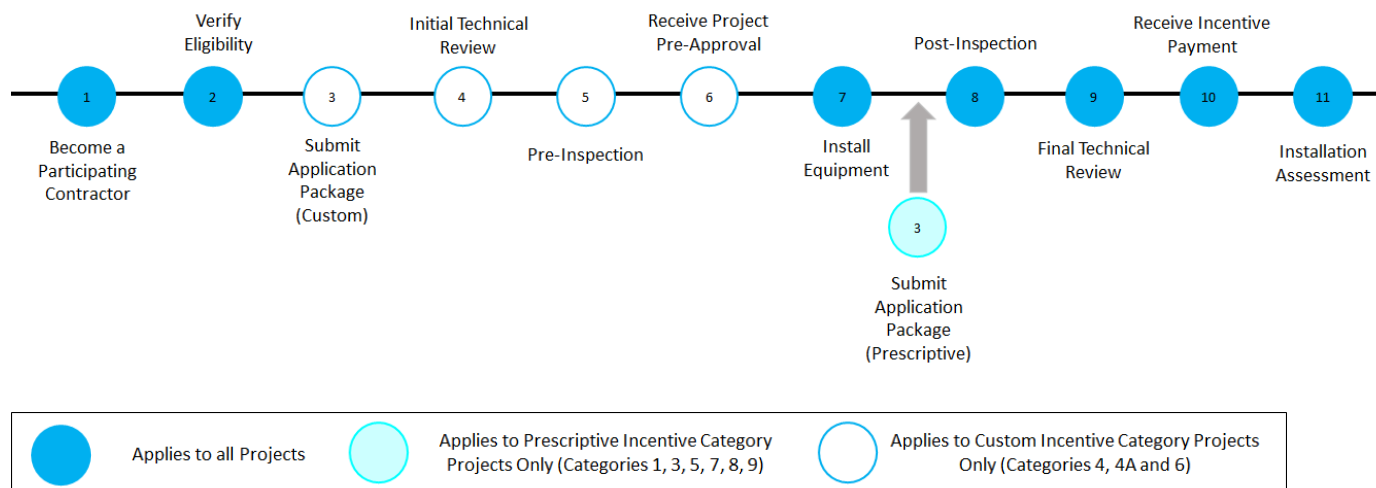 Verify
Eligibility
Initial Technical
Review
Receive Project
Pre-Approval
Post-Inspection
Receive Incentive
Payment
1
2
3
4
5
6
7
8
9
10
11
Become a
Participating
Contractor
Submit
Application
Package
(Custom)
Pre-Inspection
Install
Equipment
Final Technical
Review
Installation
Assessment
3
Submit
Application
Package
(Prescriptive)
Applies to all Projects
Applies to Prescriptive Incentive Category
Projects Only (Categories 1, 3, 5, 7, 8, 9)
Applies to Custom Incentive Category Projects
Only (Categories 4, 4A and 6)